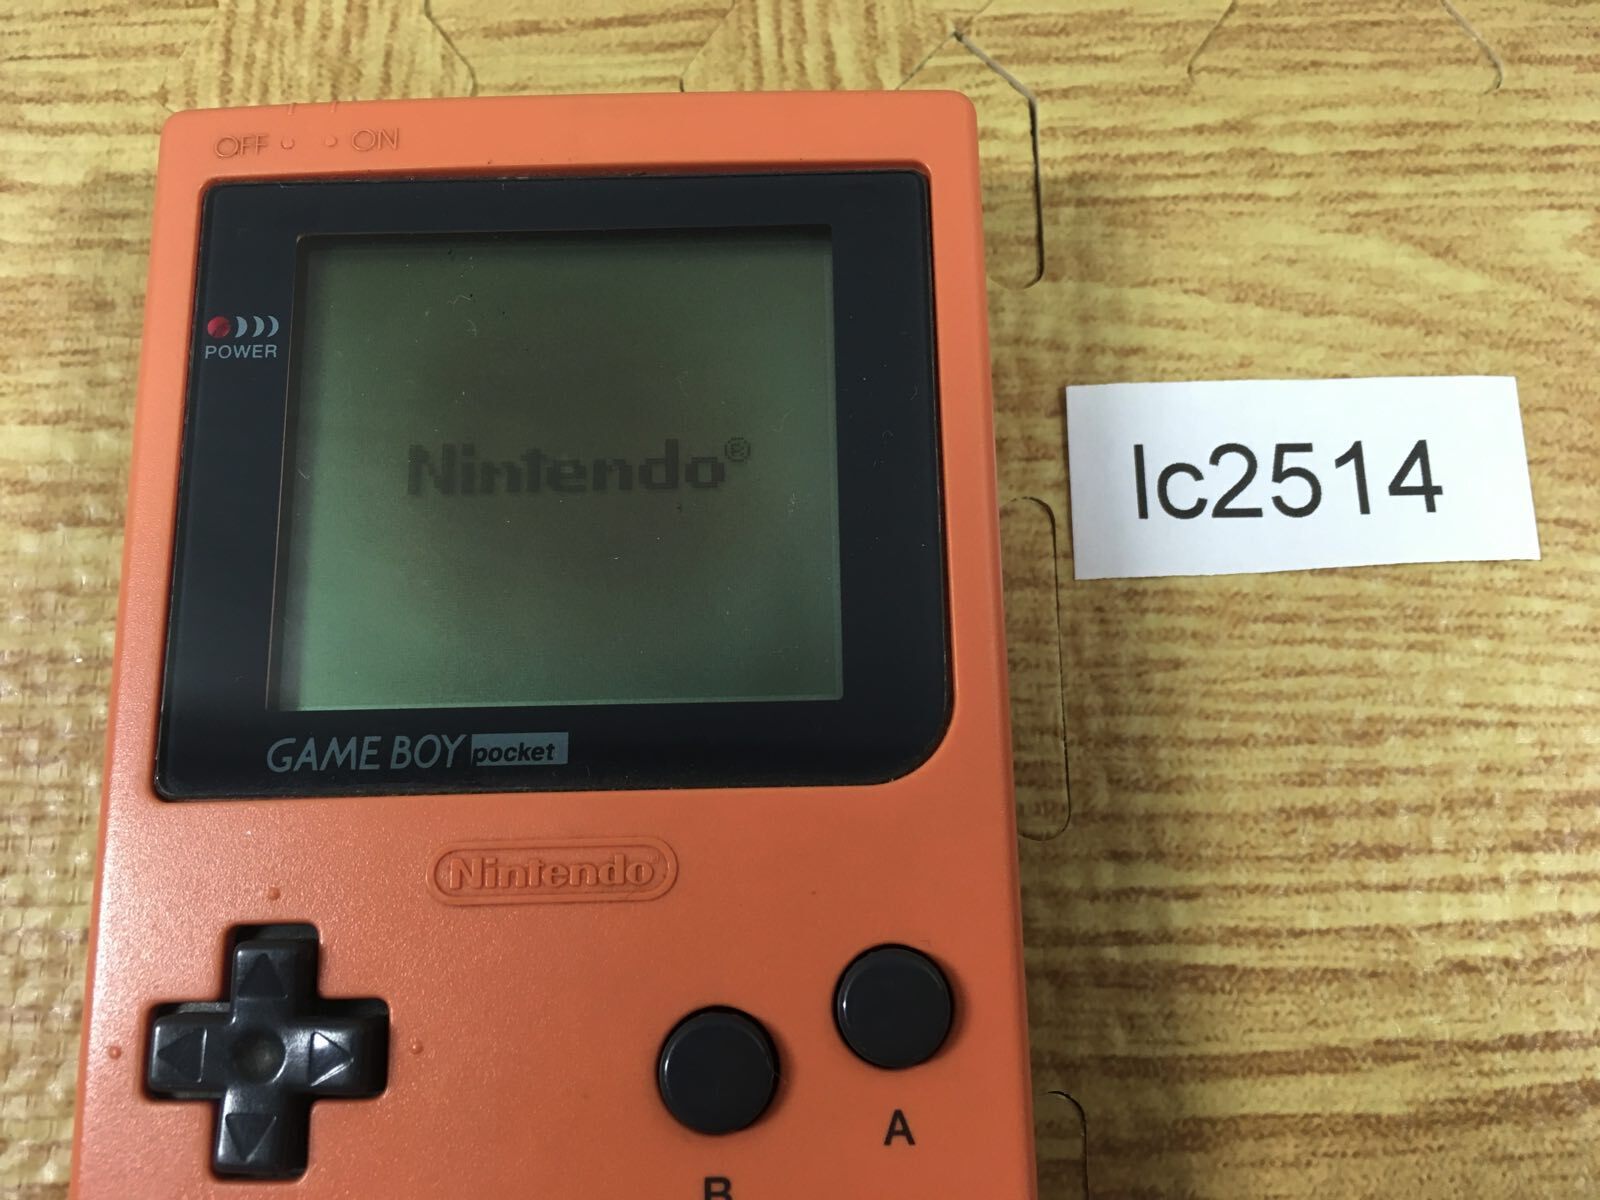 OFF ON
POWER
Nintendo®
lc2514
GAME BOY pocket
Nintendo
A
B